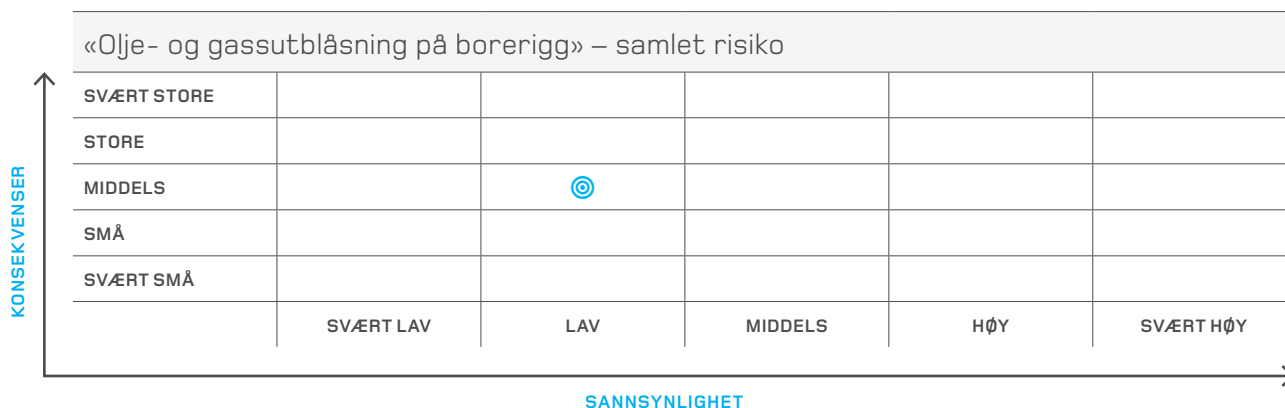 «Olje- og gassutblåsning på borerigg» – samlet risiko
KONSEKVENSER
SVÆRT STORE
STORE
MIDDELS
SMÅ
SVÆRT SMÅ
SVÆRT LAV LAV MIDDELS HØY SVÆRT HØY
SANNSYNLIGHET